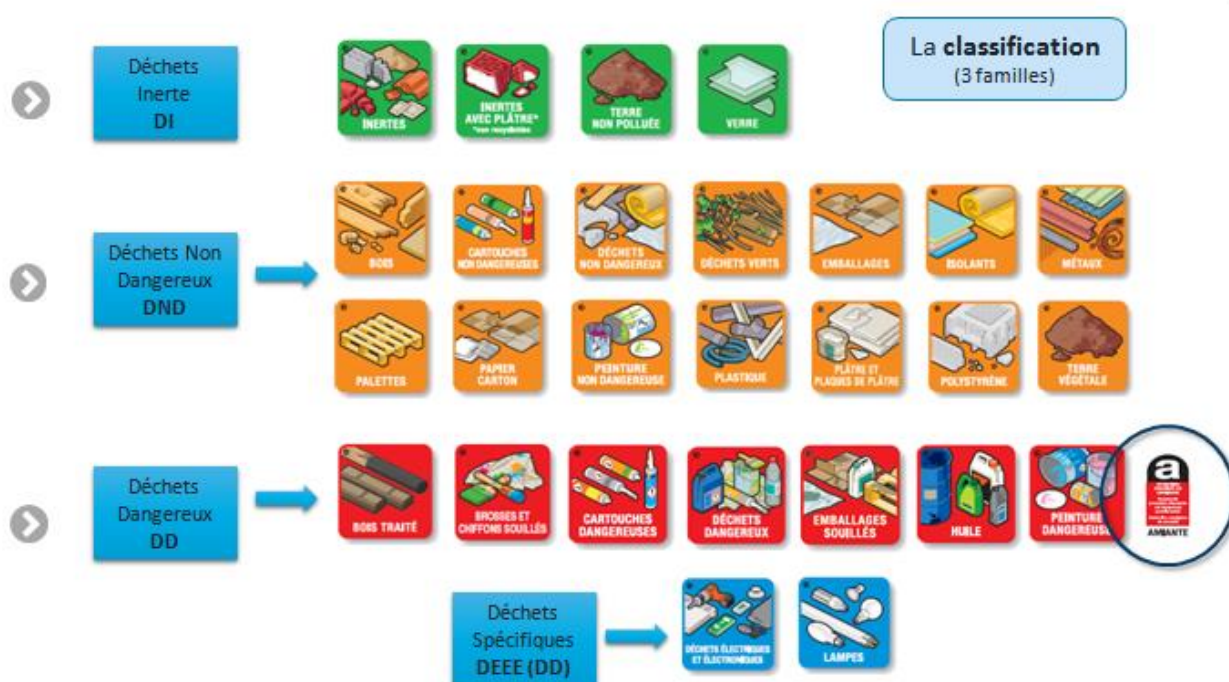 La classification
(3 familles)
Déchets
Inerte
DI
INERTES
INERTES
AVEC PLÂTRE*
*non recyclables
TERRE
NON POLLUÉE
VERRE
Déchets Non
Dangereux
DND
BOIS
CARTOUCHES
NON DANGEREUSES
DÉCHETS
NON DANGEREUX
DÉCHETS VERTS
EMBALLAGES
ISOLANTS
MÉTAUX
PALETTES
PAPIER
CARTON
PEINTURE
NON DANGEREUSE
PLASTIQUE
PLÂTRE ET
PLAQUES DE PLÂTRE
POLYSTYRÈNE
TERRE
VÉGÉTALE
Déchets
Dangereux
DD
BOIS TRAITÉ
BROSSES ET
CHIFFONS SOUILLÉS
CARTOUCHES
DANGEREUSES
DÉCHETS
DANGEREUX
EMBALLAGES
SOUILLÉS
HUILE
PEINTURE
DANGEREUSE
a
AMIANTE
Déchets
Spécifiques
DEEE (DD)
DÉCHETS ÉLECTRIQUES
ET ÉLECTRONIQUES
LAMPES